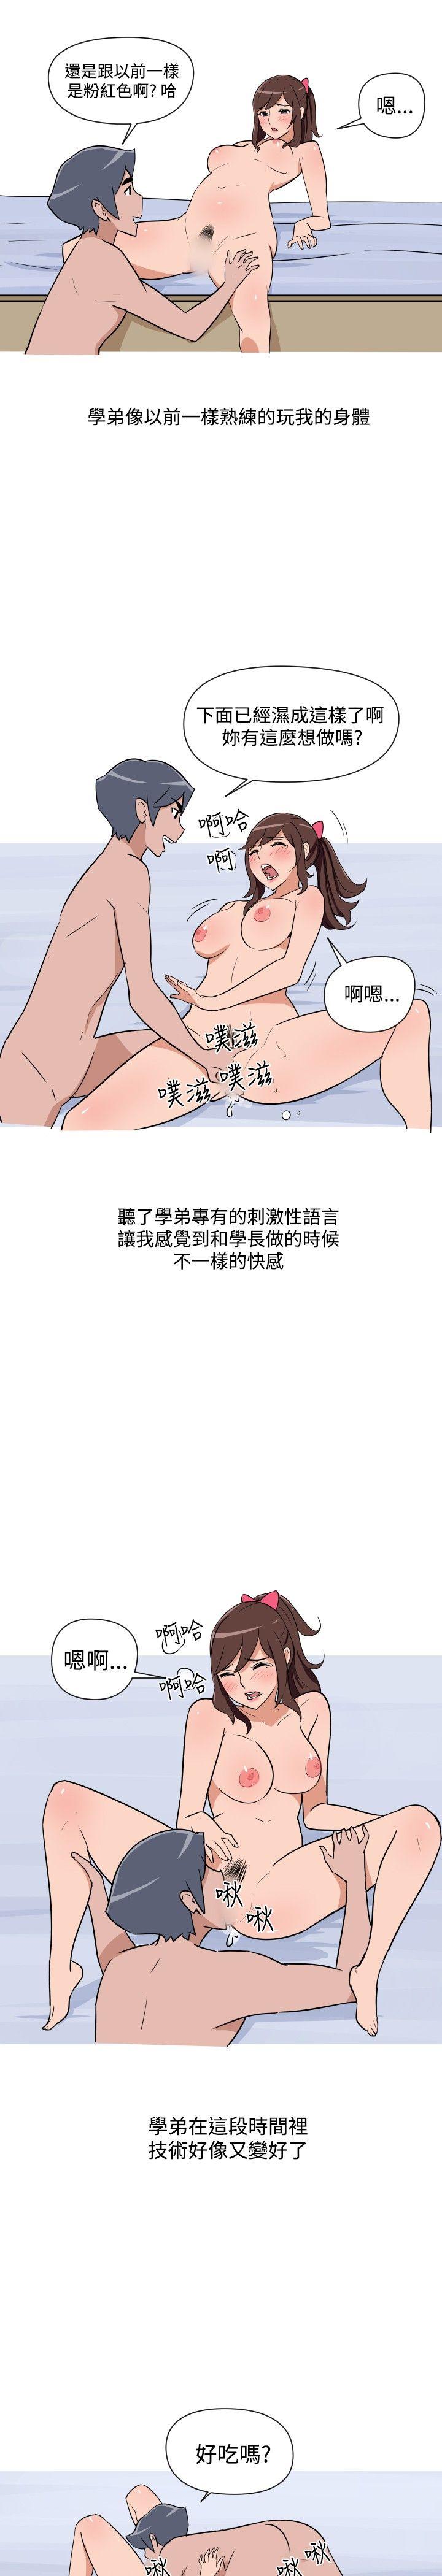 還是跟以前一樣
是粉紅色啊? 哈
嗯...
學弟像以前一樣熟練的玩我的身體
下面已經濕成這樣了啊
妳有這麼想做嗎?
啊哈
啊
啊嗯...
噗滋
噗滋
噗滋
聽了學弟專有的刺激性語言
讓我感覺到和學長做的時候
不一樣的快感
啊哈
嗯啊...
啊哈
啾
啾
學弟在這段時間裡
技術好像又變好了
好吃嗎?
啾
啾
啾
啾